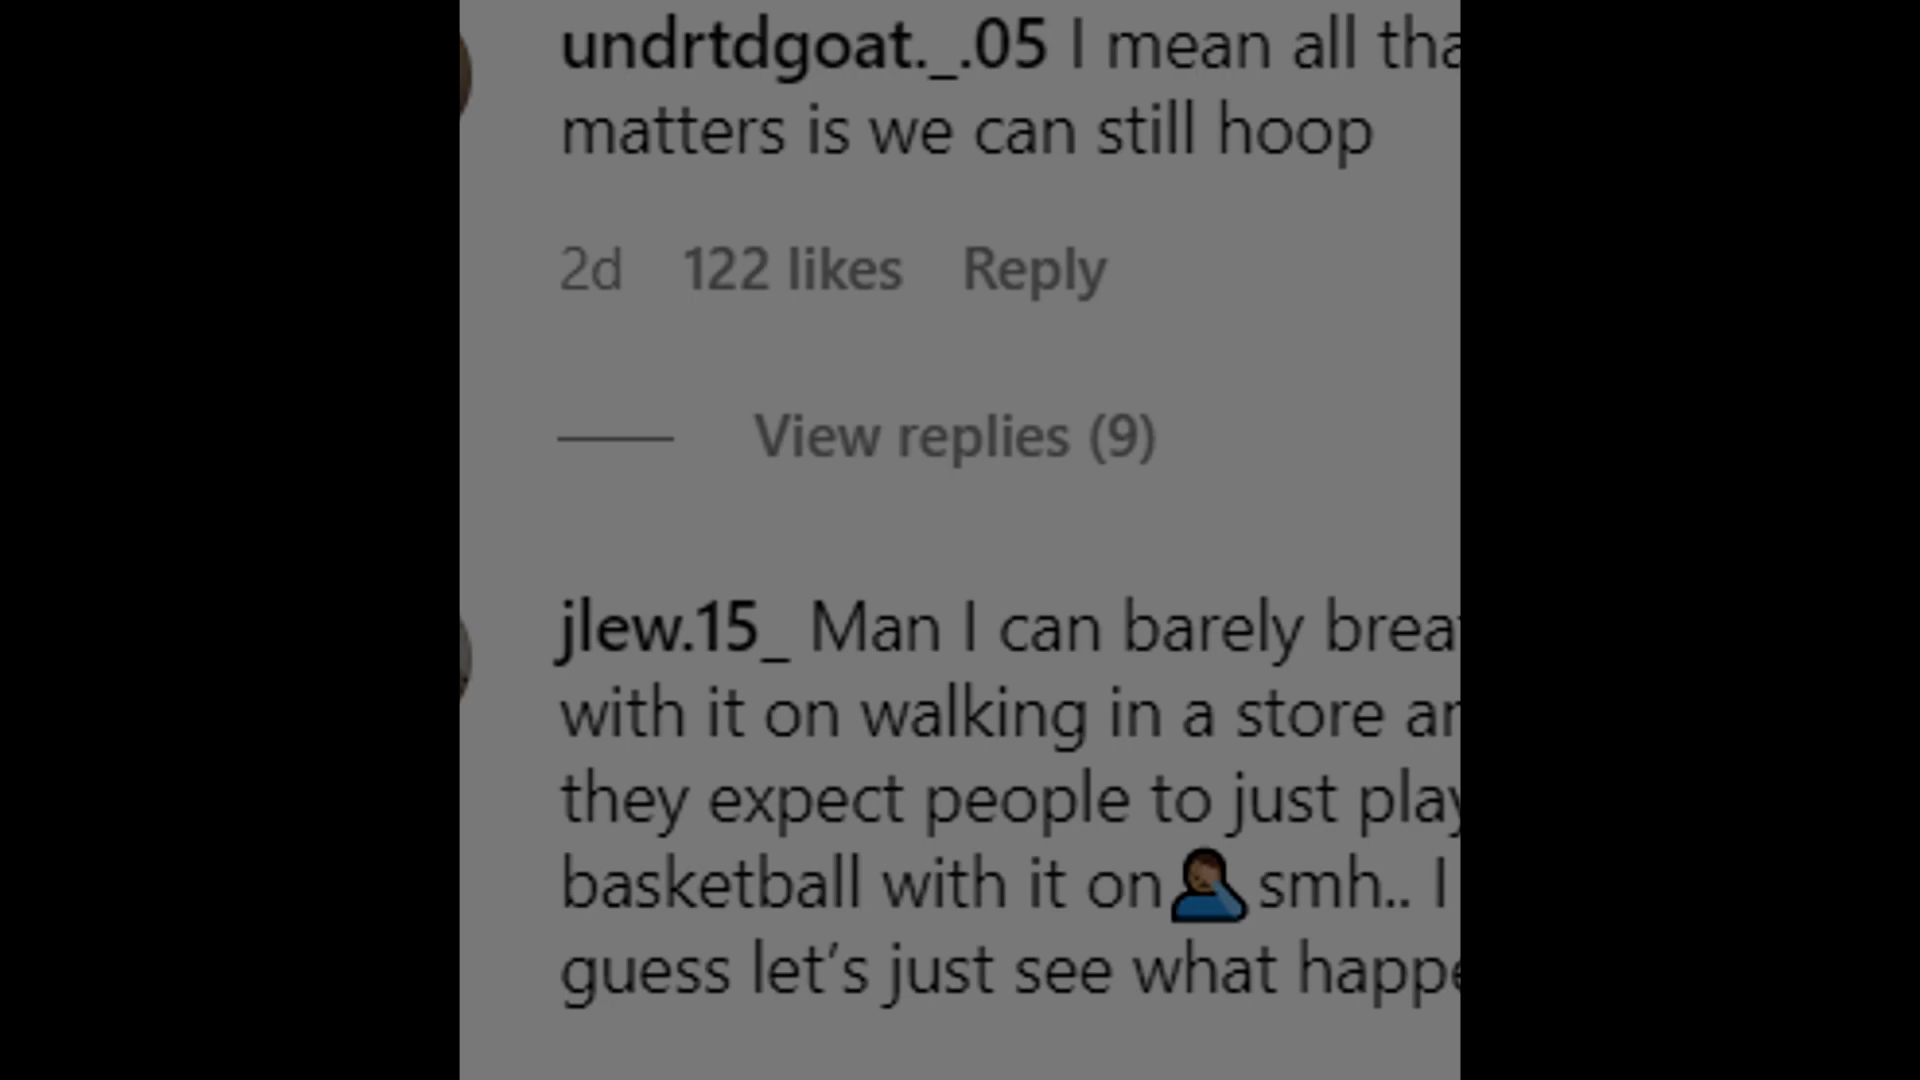 undrtdgoat._.05 I mean all tha
matters is we can still hoop
2d 122 likes Reply
View replies (9)
jlew.15_ Man I can barely brea
with it on walking in a store ar
they expect people to just play
basketball with it on🤦🏽‍♂️smh.. I
guess let’s just see what happe